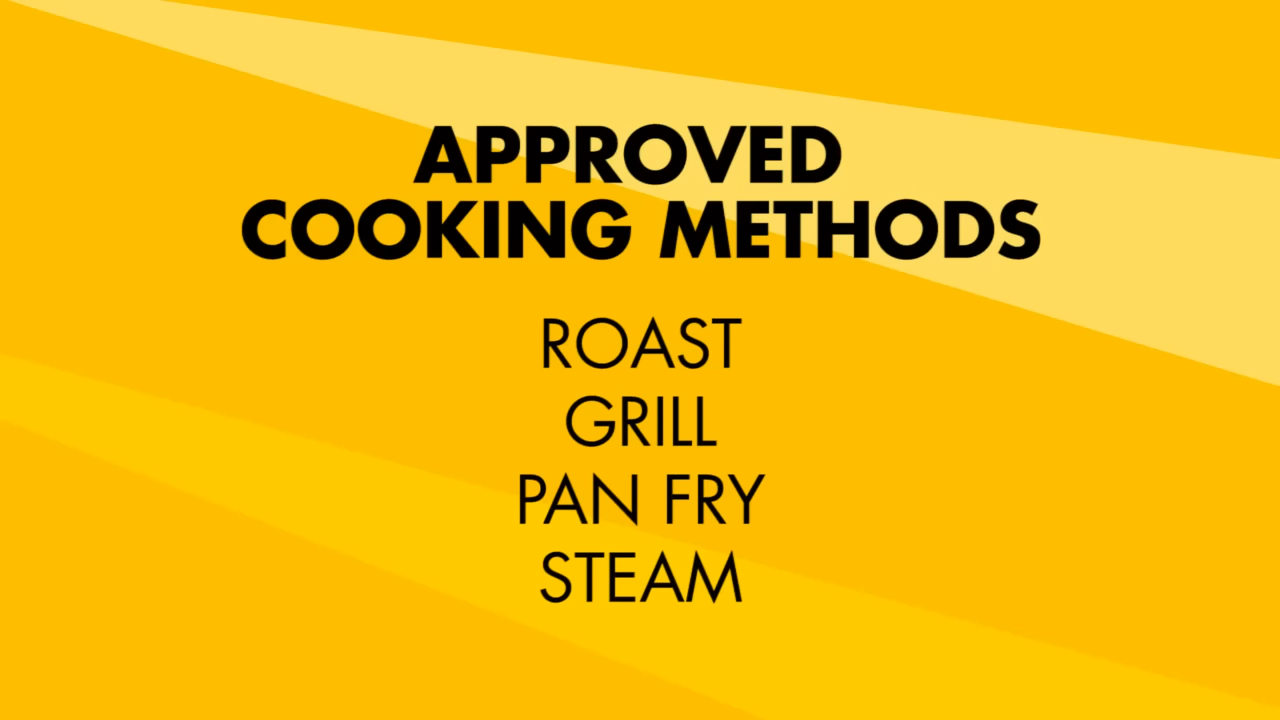 APPROVED
COOKING METHODS
ROAST
GRILL
PAN FRY
STEAM